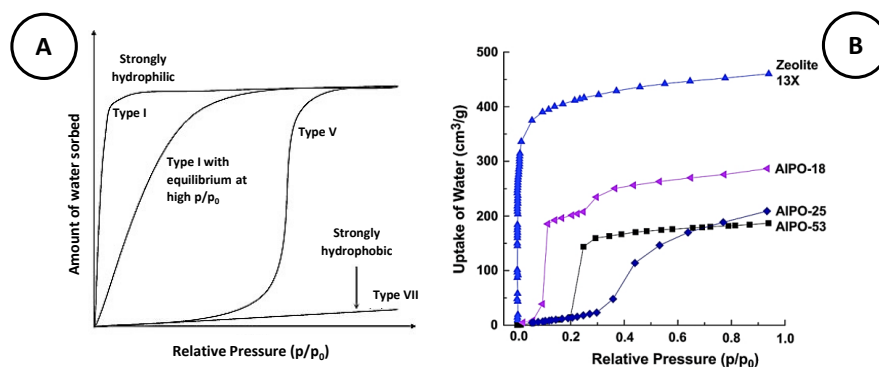 A
Strongly
hydrophilic
Type I
Type V
Type I with
equilibrium at
high p/p₀
Strongly
hydrophobic
Type VII
Amount of water sorbed
Relative Pressure (p/p₀)
B
500
400
300
200
100
0
0.0 0.2 0.4 0.6 0.8 1.0
Uptake of Water (cm³/g)
Relative Pressure (p/p₀)
Zeolite
13X
AlPO-18
AlPO-25
AlPO-53